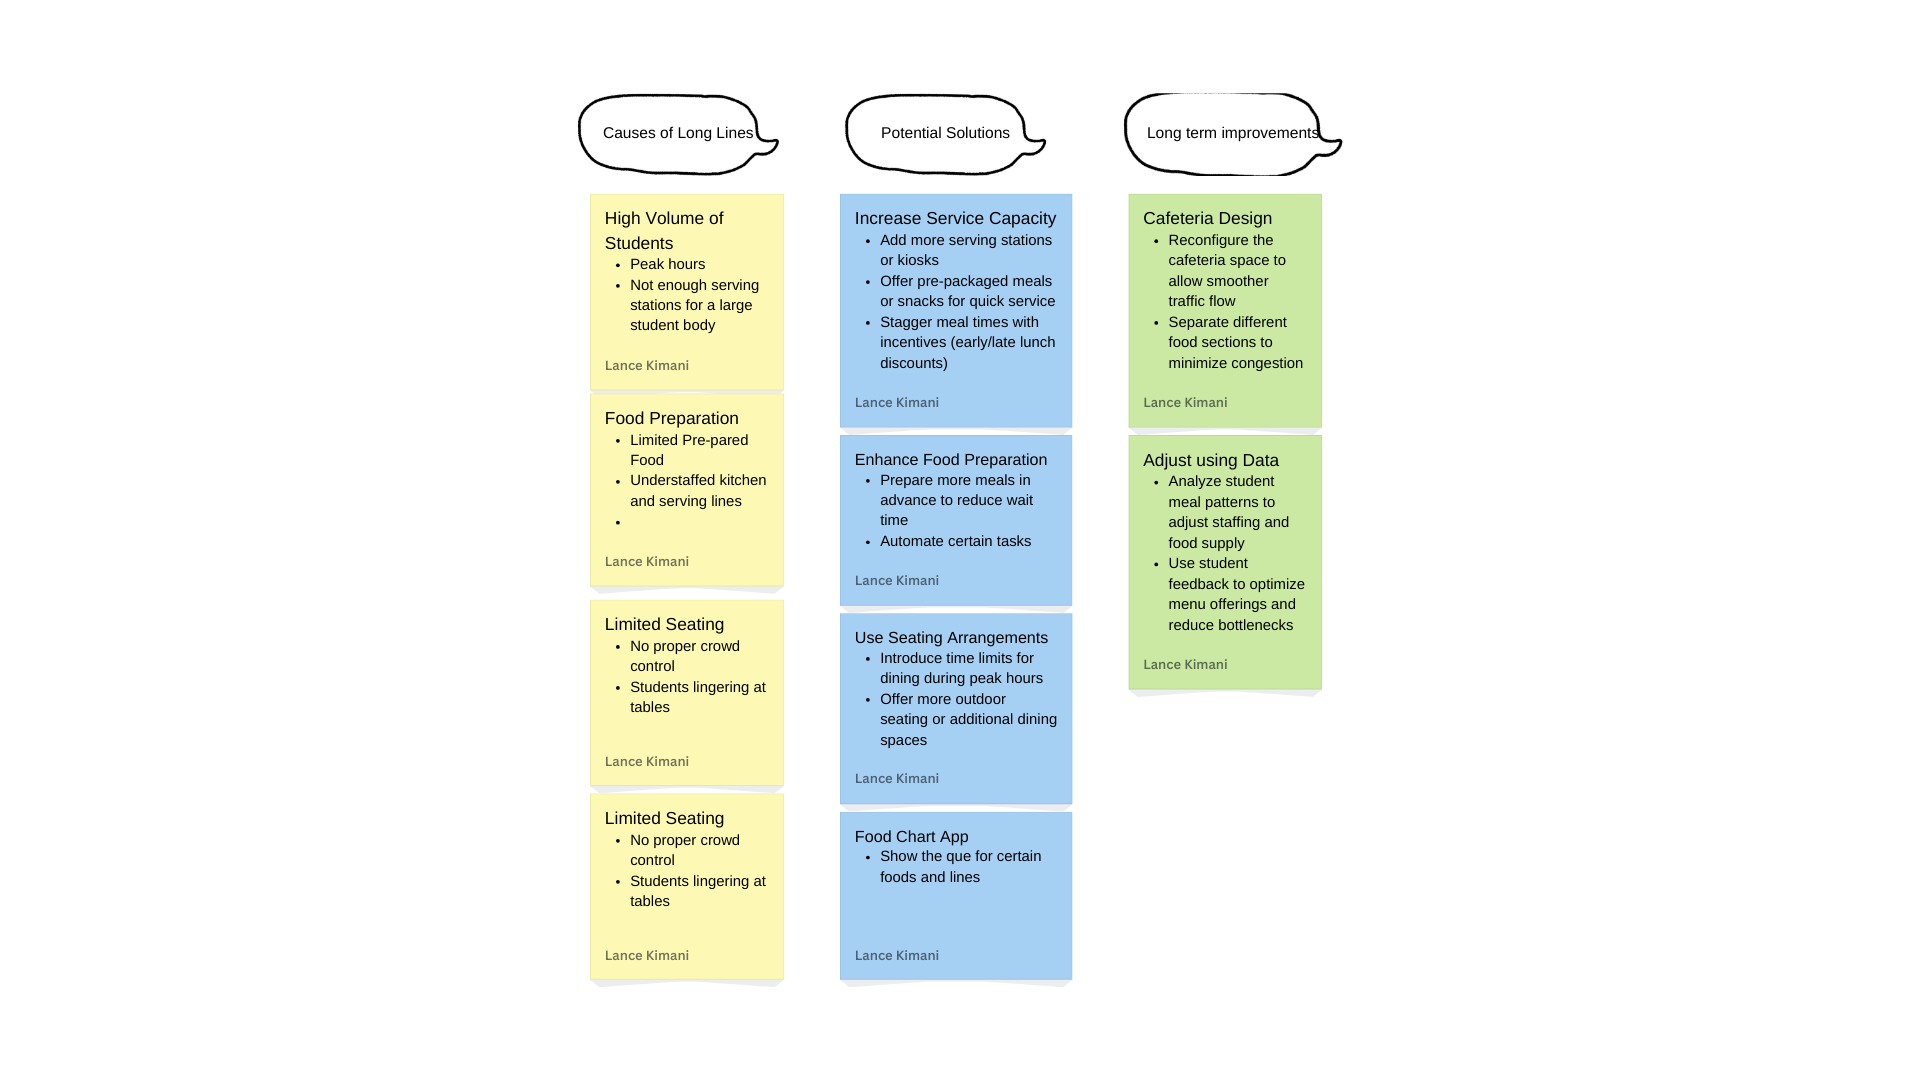 Causes of Long Lines
High Volume of
Students
• Peak hours
• Not enough serving
stations for a large
student body
Lance Kimani
Food Preparation
• Limited Pre-pared
Food
• Understaffed kitchen
and serving lines
•
Lance Kimani
Limited Seating
• No proper crowd
control
• Students lingering at
tables
Lance Kimani
Limited Seating
• No proper crowd
control
• Students lingering at
tables
Lance Kimani
Potential Solutions
Increase Service Capacity
• Add more serving stations
or kiosks
• Offer pre-packaged meals
or snacks for quick service
• Stagger meal times with
incentives (early/late lunch
discounts)
Lance Kimani
Enhance Food Preparation
• Prepare more meals in
advance to reduce wait
time
• Automate certain tasks
Lance Kimani
Use Seating Arrangements
• Introduce time limits for
dining during peak hours
• Offer more outdoor
seating or additional dining
spaces
Lance Kimani
Food Chart App
• Show the que for certain
foods and lines
Lance Kimani
Long term improvements
Cafeteria Design
• Reconfigure the
cafeteria space to
allow smoother
traffic flow
• Separate different
food sections to
minimize congestion
Lance Kimani
Adjust using Data
• Analyze student
meal patterns to
adjust staffing and
food supply
• Use student
feedback to optimize
menu offerings and
reduce bottlenecks
Lance Kimani